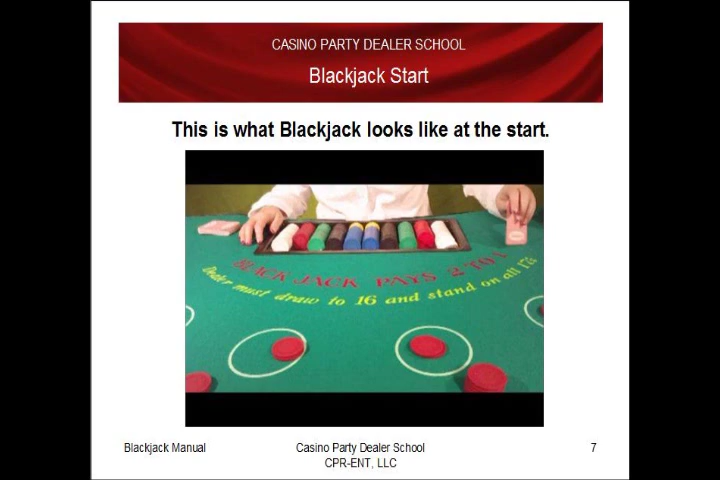 CASINO PARTY DEALER SCHOOL
Blackjack Start
This is what Blackjack looks like at the start.
BLACK JACK PAYS 2 TO 1
Dealer must draw to 16 and stand on all 17s
Blackjack Manual
Casino Party Dealer School
7
CPR-ENT, LLC